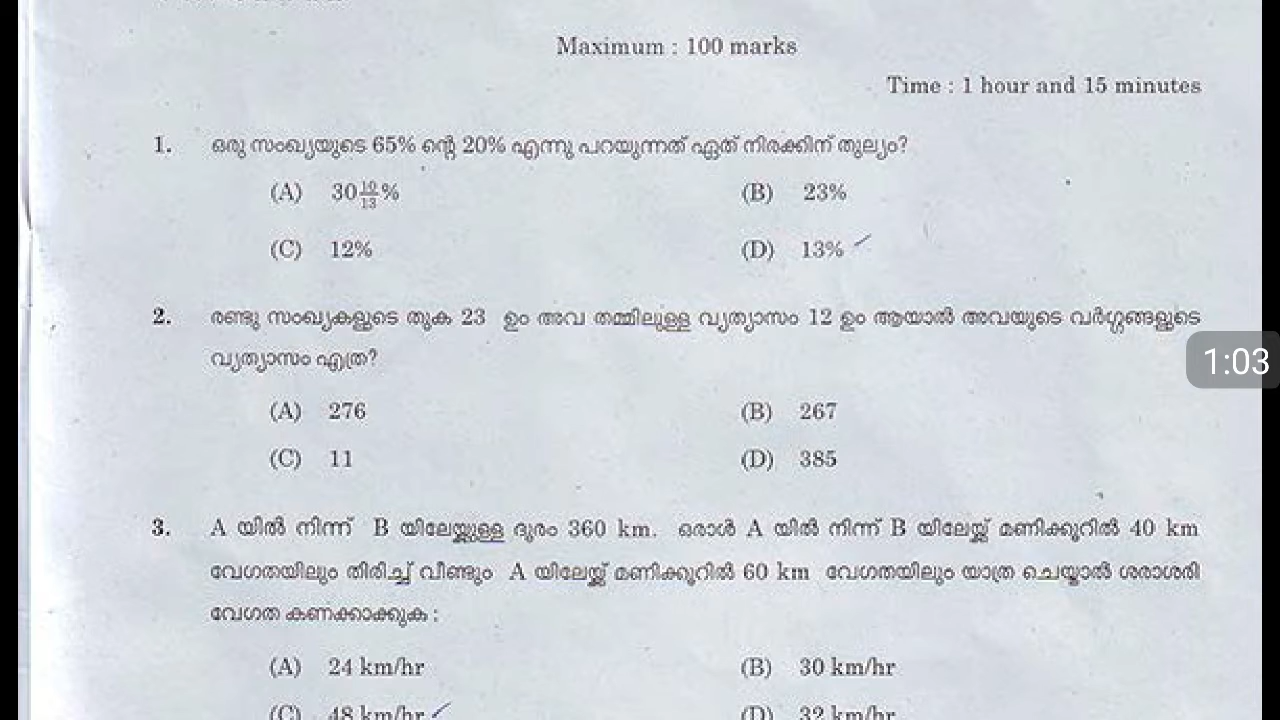 Maximum : 100 marks
Time : 1 hour and 15 minutes
1. ഒരു സംഖ്യയുടെ 65% ന്റെ 20% എന്നു പറയുന്നത് ഏത് നിരക്കിന് തുല്യം?
(A) 30 10/13 % (B) 23%
(C) 12% (D) 13%
2. രണ്ടു സംഖ്യകളുടെ തുക 23 ഉം അവ തമ്മിലുള്ള വ്യത്യാസം 12 ഉം ആയാൽ അവയുടെ വർഗ്ഗങ്ങളുടെ
വ്യത്യാസം എത്ര?
(A) 276 (B) 267
(C) 11 (D) 385
1:03
3. A യിൽ നിന്ന് B യിലേയ്ക്കുള്ള ദൂരം 360 km. ഒരാൾ A യിൽ നിന്ന് B യിലേയ്ക്ക് മണിക്കൂറിൽ 40 km
വേഗതയിലും തിരിച്ച് വീണ്ടും A യിലേയ്ക്ക് മണിക്കൂറിൽ 60 km വേഗതയിലും യാത്ര ചെയ്താൽ ശരാശരി
വേഗത കണക്കാക്കുക :
(A) 24 km/hr (B) 30 km/hr
(C) 48 km/hr (D) 32 km/hr